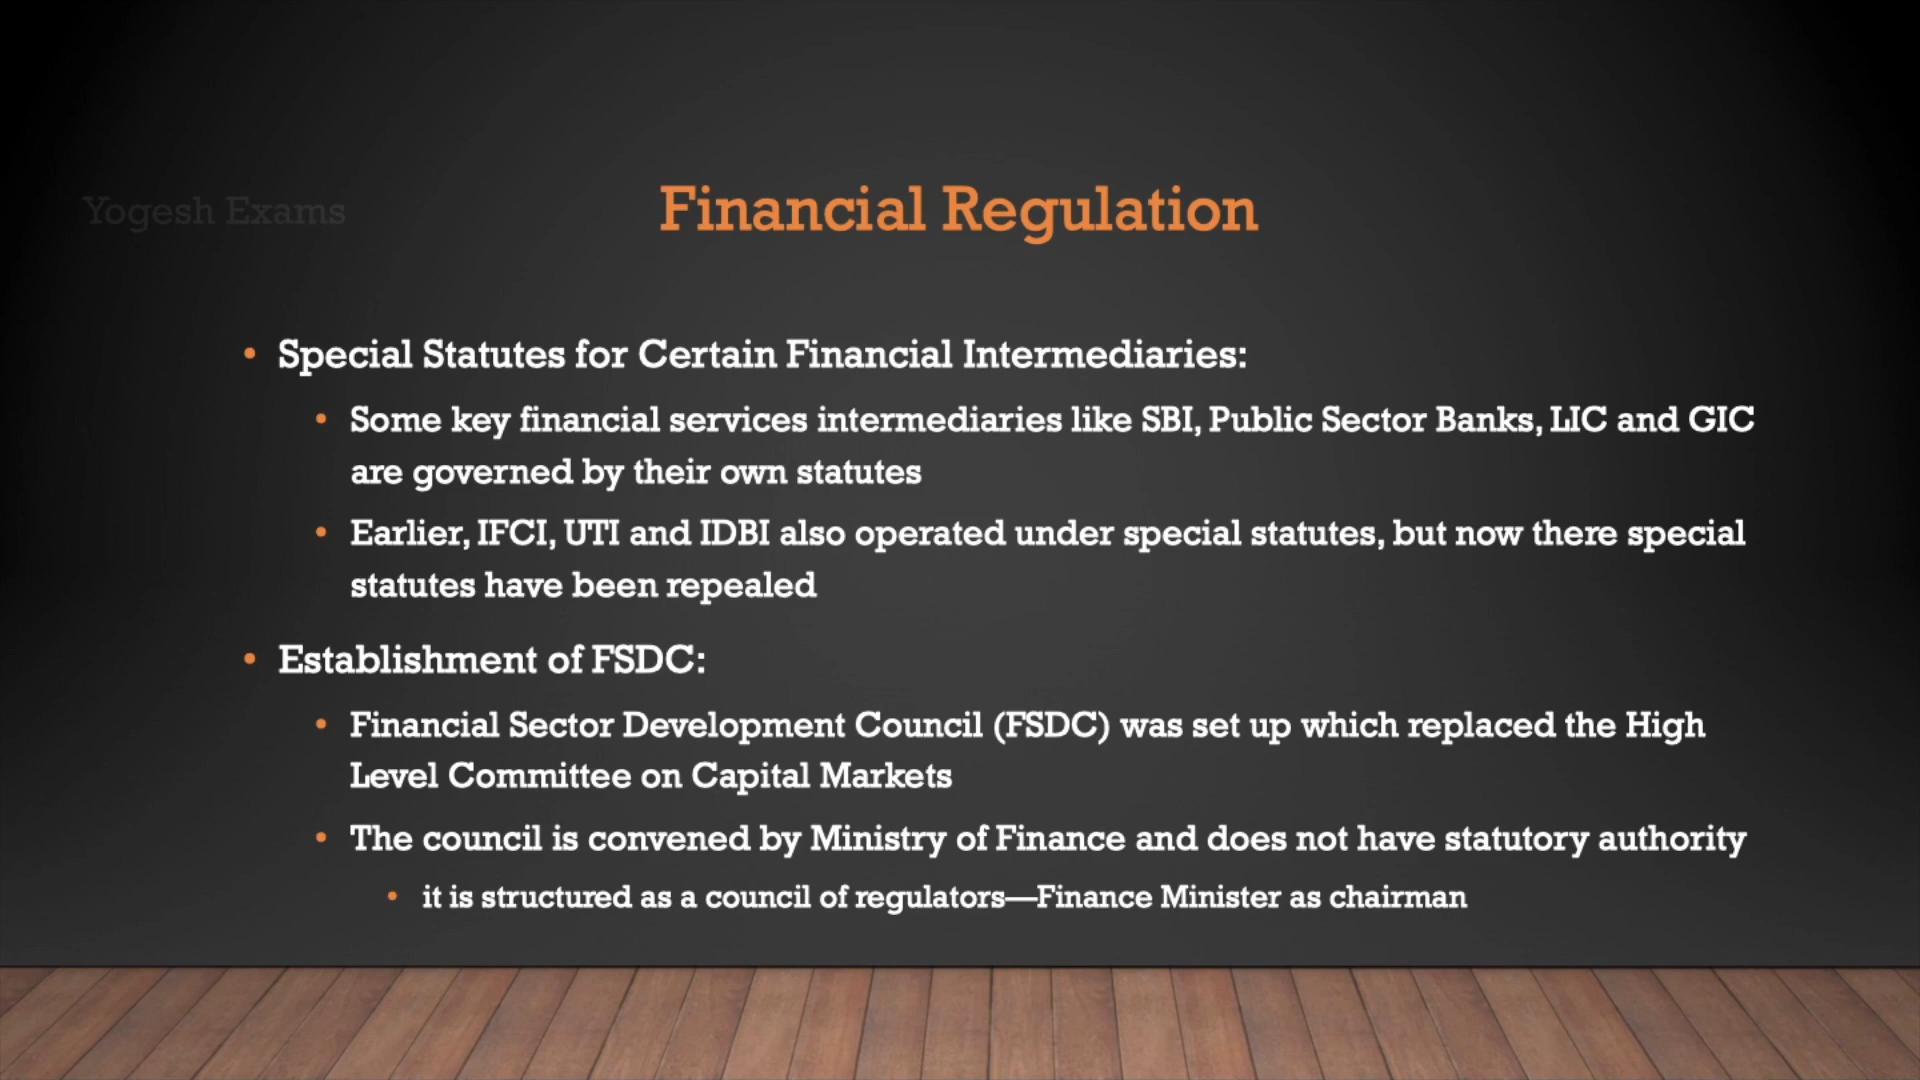 Yogesh Exams
Financial Regulation
• Special Statutes for Certain Financial Intermediaries:
• Some key financial services intermediaries like SBI, Public Sector Banks, LIC and GIC
are governed by their own statutes
• Earlier, IFCI, UTI and IDBI also operated under special statutes, but now there special
statutes have been repealed
• Establishment of FSDC:
• Financial Sector Development Council (FSDC) was set up which replaced the High
Level Committee on Capital Markets
• The council is convened by Ministry of Finance and does not have statutory authority
• it is structured as a council of regulators—Finance Minister as chairman